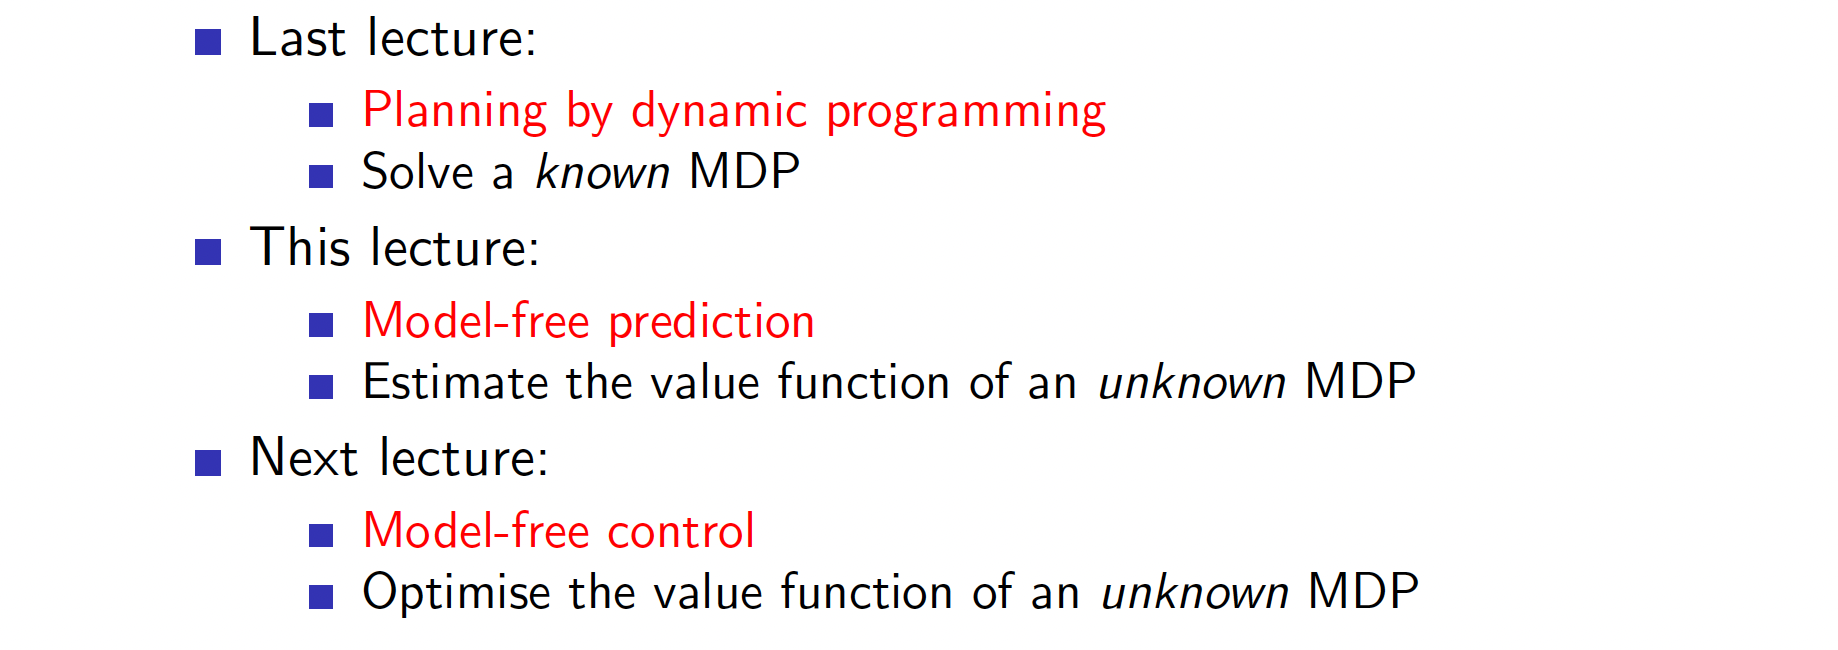 Last lecture:
Planning by dynamic programming
Solve a known MDP
This lecture:
Model-free prediction
Estimate the value function of an unknown MDP
Next lecture:
Model-free control
Optimise the value function of an unknown MDP